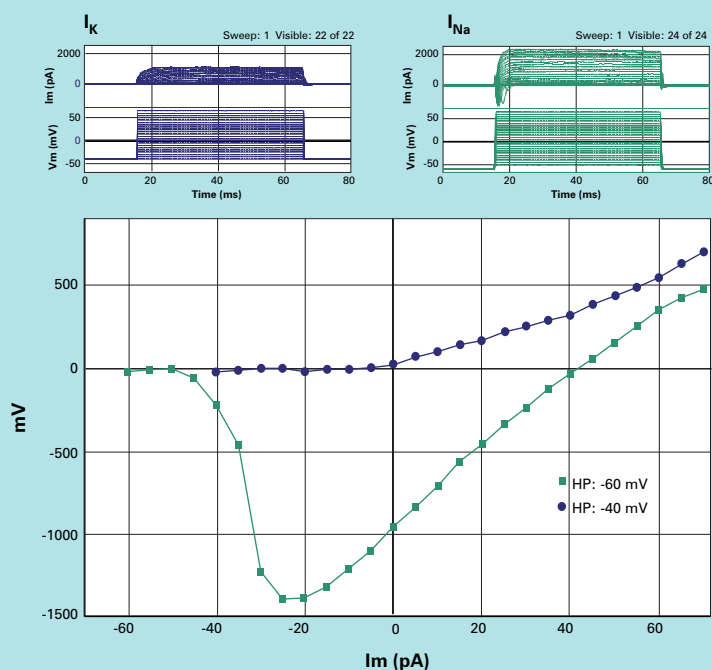 I_K
Sweep: 1 Visible: 22 of 22
Im (pA)
2000
0
Vm (mV)
50
0
-50
0 20 40 60 80
Time (ms)
I_Na
Sweep: 1 Visible: 24 of 24
Im (pA)
2000
0
Vm (mV)
50
0
-50
0 20 40 60 80
Time (ms)
mV
500
0
-500
-1000
-1500
HP: -60 mV
HP: -40 mV
-60 -40 -20 0 20 40 60
Im (pA)